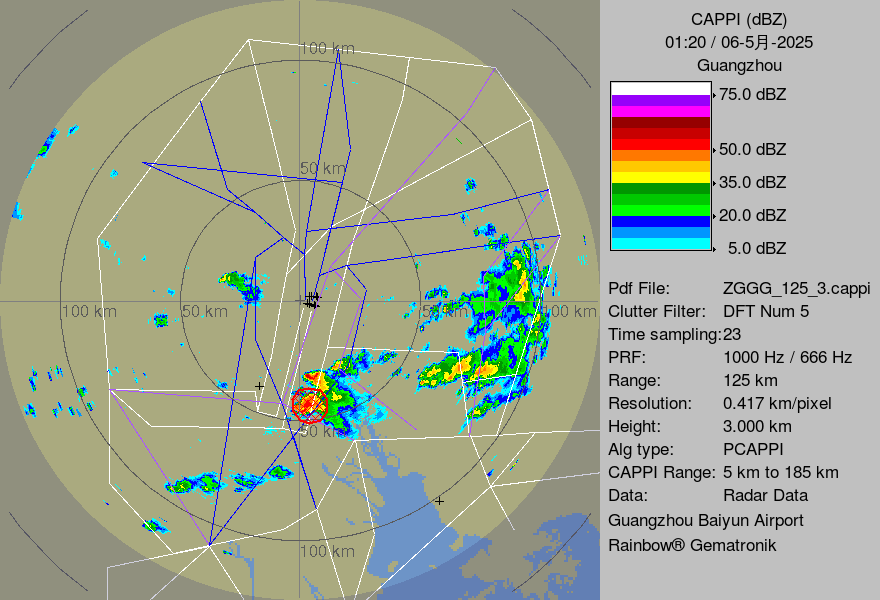 CAPPI (dBZ)
01:20 / 06-5月-2025
Guangzhou
75.0 dBZ
50.0 dBZ
35.0 dBZ
20.0 dBZ
5.0 dBZ
Pdf File: ZGGG_125_3.cappi
Clutter Filter: DFT Num 5
Time sampling:23
PRF: 1000 Hz / 666 Hz
Range: 125 km
Resolution: 0.417 km/pixel
Height: 3.000 km
Alg type: PCAPPI
CAPPI Range: 5 km to 185 km
Data: Radar Data
Guangzhou Baiyun Airport
Rainbow® Gematronik
100 km
50 km
100 km
50 km
50 km
100 km
50 km
100 km